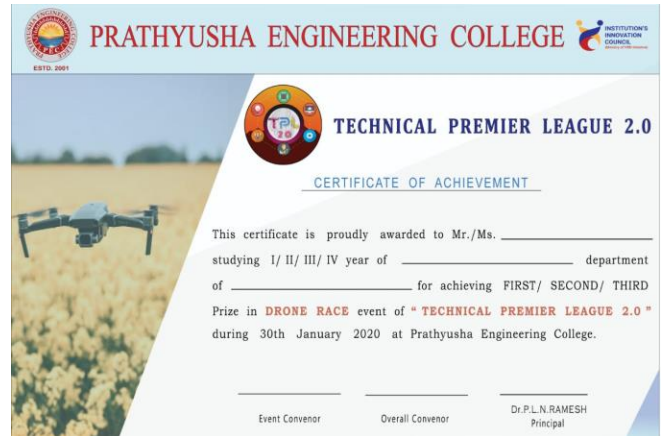 PRATHYUSHA ENGINEERING COLLEGE
INSTITUTION'S
INNOVATION
COUNCIL
ESTD. 2001
TPL
2.0
TECHNICAL PREMIER LEAGUE 2.0
CERTIFICATE OF ACHIEVEMENT
This certificate is proudly awarded to Mr./Ms.
studying I/ II/ III/ IV year of department
of for achieving FIRST/ SECOND/ THIRD
Prize in DRONE RACE event of “ TECHNICAL PREMIER LEAGUE 2.0 ”
during 30th January 2020 at Prathyusha Engineering College.
Event Convenor
Overall Convenor
Dr.P.L.N.RAMESH
Principal